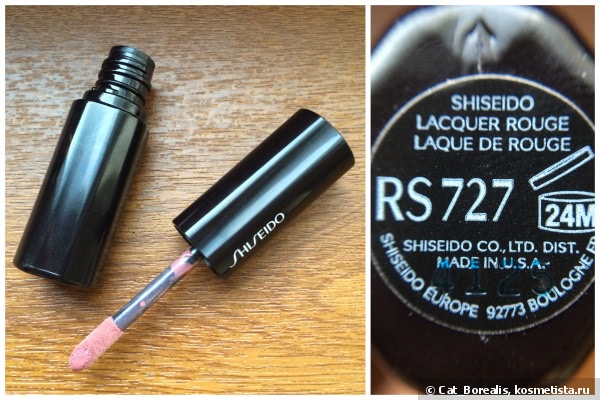 SHISEIDO
SHISEIDO
LACQUER ROUGE
LAQUE DE ROUGE
RS 727
24M
SHISEIDO CO., LTD. DIST.
MADE IN U.S.A.
SHISEIDO EUROPE 92773 BOULOGNE
© Cat_Borealis, kosmetista.ru